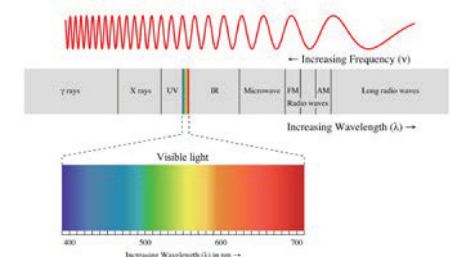 ← Increasing Frequency (ν)
γ rays X rays UV IR Microwave FM AM Long radio waves
Radio waves
Increasing Wavelength (λ) →
Visible light
400 500 600 700
Increasing Wavelength (λ) in nm →